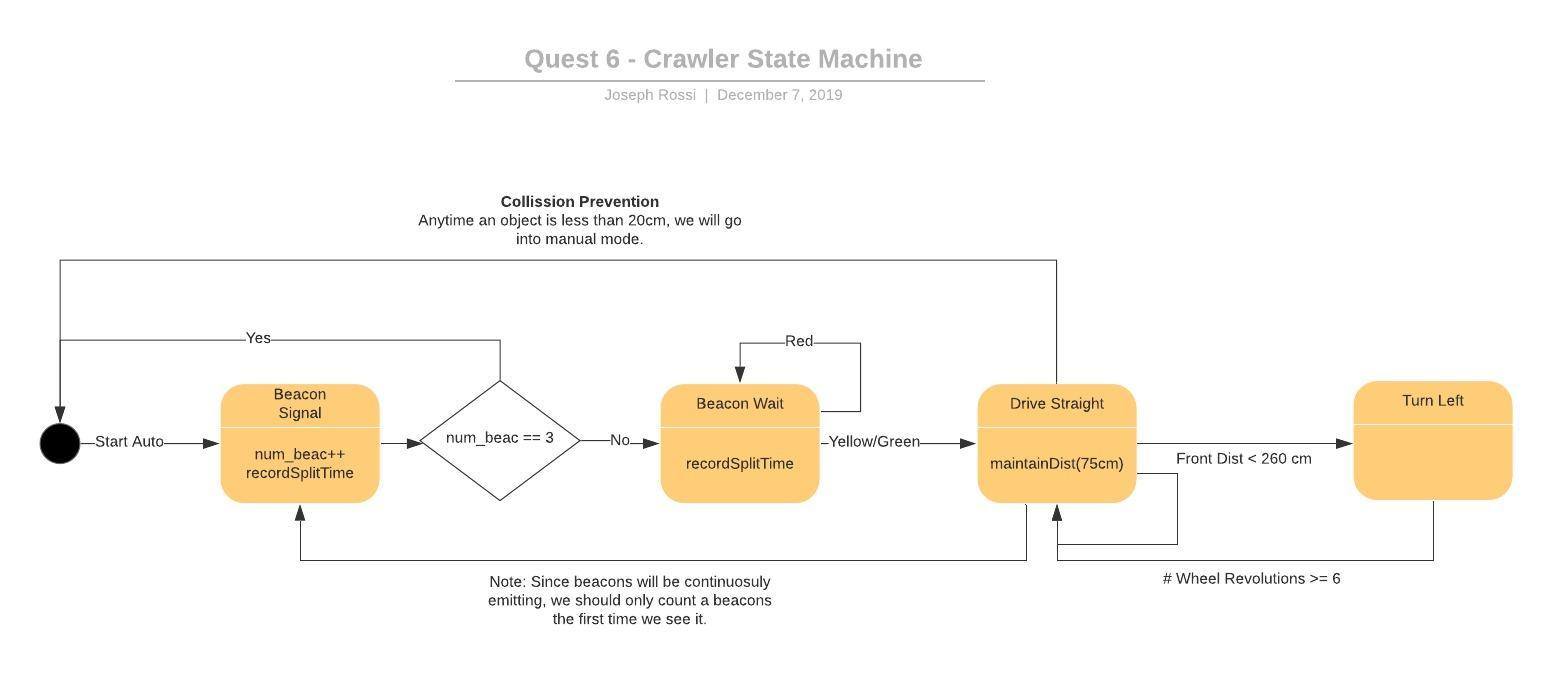 Quest 6 - Crawler State Machine
Joseph Rossi | December 7, 2019
Collission Prevention
Anytime an object is less than 20cm, we will go
into manual mode.
Yes
Red
Beacon
Signal
Beacon Wait
Drive Straight
Turn Left
Start Auto
num_beac++
recordSplitTime
num_beac == 3
No
recordSplitTime
Yellow/Green
maintainDist(75cm)
Front Dist < 260 cm
Note: Since beacons will be continuosuly
emitting, we should only count a beacons
the first time we see it.
# Wheel Revolutions >= 6